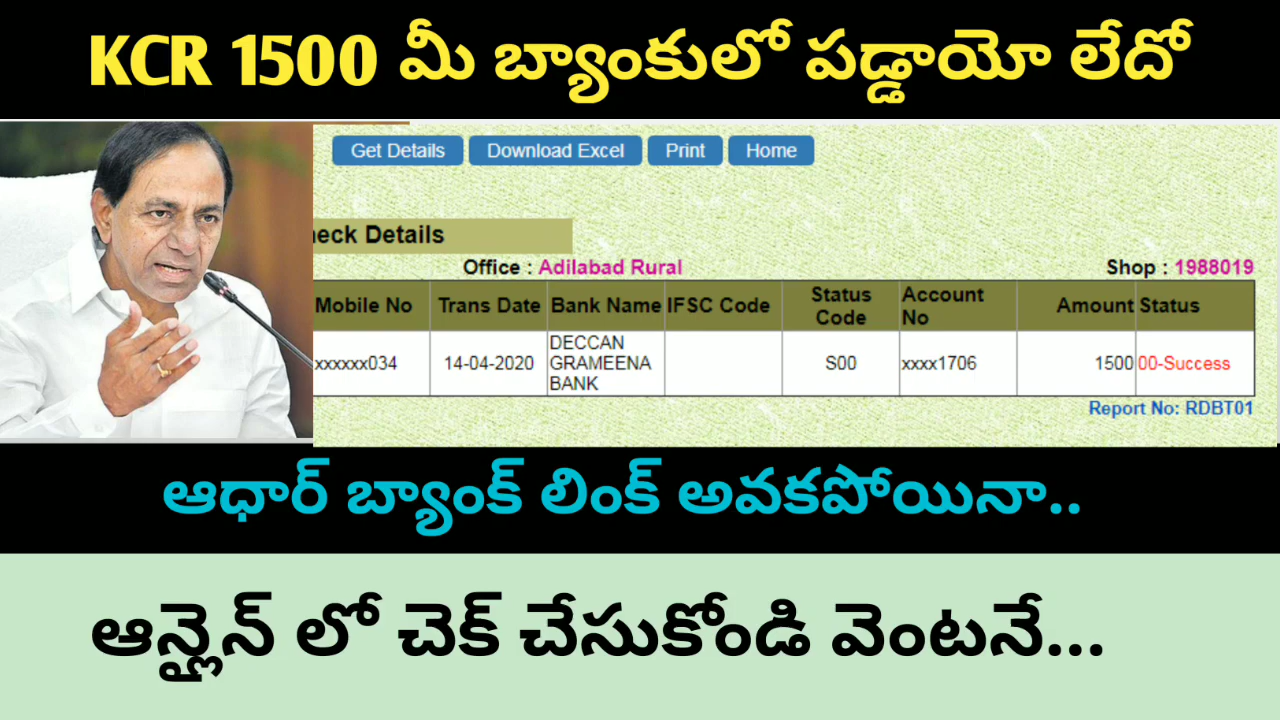 KCR 1500 మీ బ్యాంకులో పడ్డాయో లేదో
Get Details Download Excel Print Home
eck Details
Office : Adilabad Rural Shop : 1988019
Mobile No Trans Date Bank Name IFSC Code Status Code Account No Amount Status
xxxxxx034 14-04-2020 DECCAN GRAMEENA BANK S00 xxxx1706 1500 00-Success
Report No: RDBT01
ఆధార్ బ్యాంక్ లింక్ అవకపోయినా..
ఆన్లైన్ లో చెక్ చేసుకోండి వెంటనే...